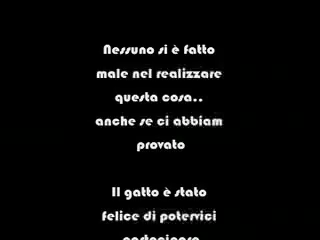 Nessuno si è fatto
male nel realizzare
questa cosa..
anche se ci abbiam
provato
Il gatto è stato
felice di potervici